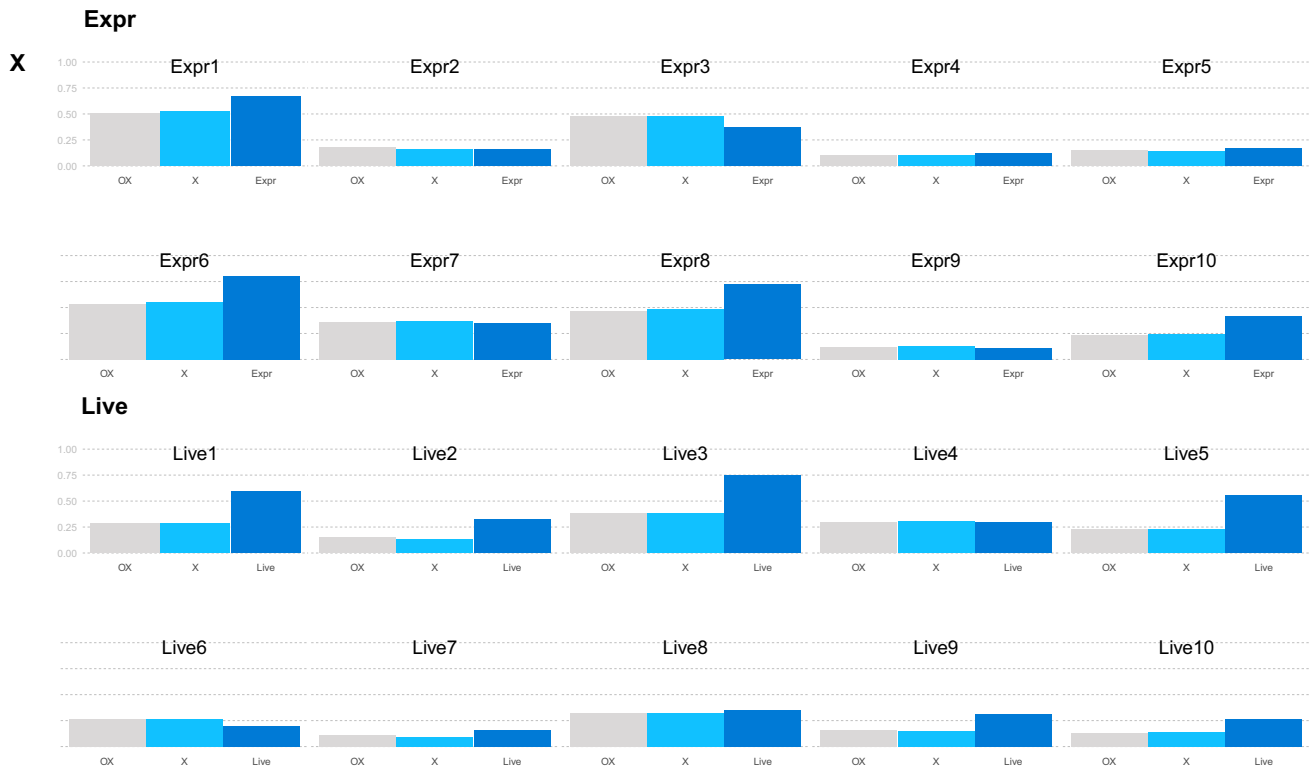 Expr
X
1.00
Expr1 Expr2 Expr3 Expr4 Expr5
0.75
0.50
0.25
0.00
OX X Expr OX X Expr OX X Expr OX X Expr OX X Expr
Expr6 Expr7 Expr8 Expr9 Expr10
OX X Expr OX X Expr OX X Expr OX X Expr OX X Expr
Live
1.00
Live1 Live2 Live3 Live4 Live5
0.75
0.50
0.25
0.00
OX X Live OX X Live OX X Live OX X Live OX X Live
Live6 Live7 Live8 Live9 Live10
OX X Live OX X Live OX X Live OX X Live OX X Live